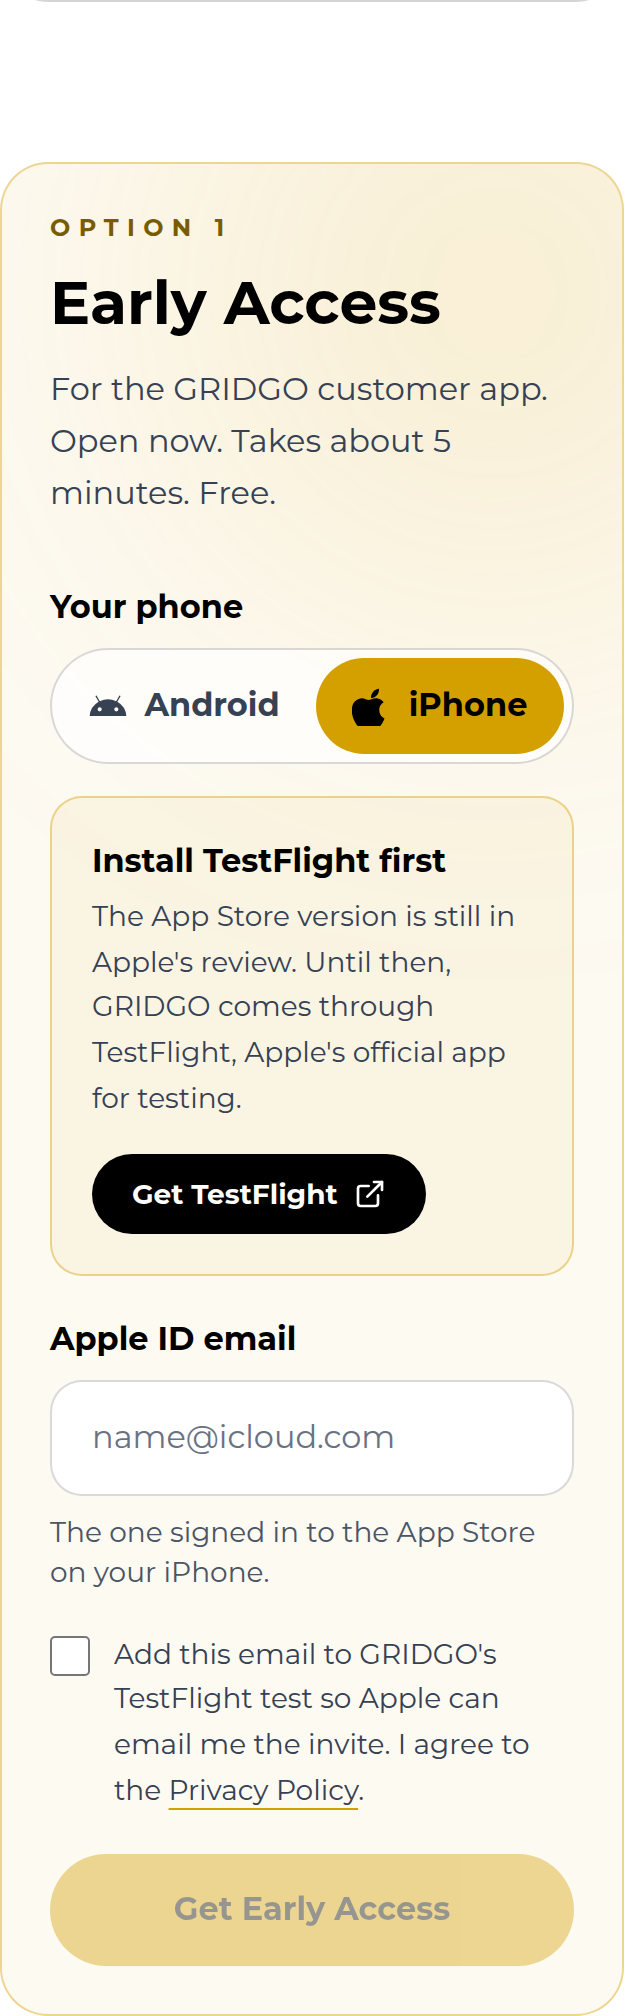 OPTION 1
Early Access
For the GRIDGO customer app.
Open now. Takes about 5
minutes. Free.
Your phone
Android
iPhone
Install TestFlight first
The App Store version is still in
Apple's review. Until then,
GRIDGO comes through
TestFlight, Apple's official app
for testing.
Get TestFlight
Apple ID email
name@icloud.com
The one signed in to the App Store
on your iPhone.
Add this email to GRIDGO's
TestFlight test so Apple can
email me the invite. I agree to
the Privacy Policy.
Get Early Access